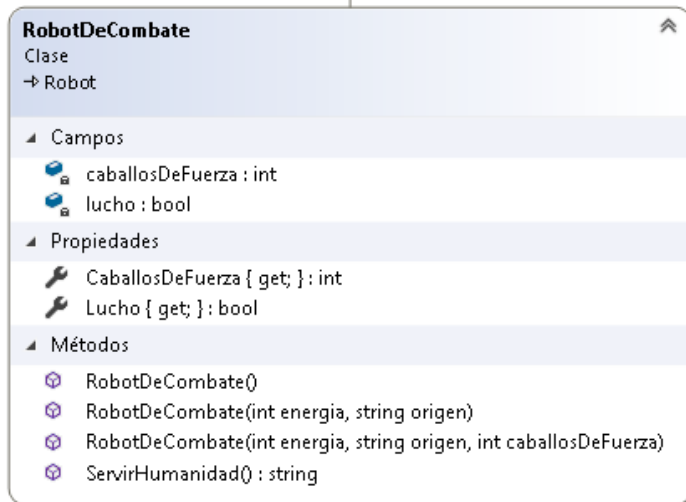 RobotDeCombate
Clase
Robot
Campos
caballosDeFuerza : int
lucho : bool
Propiedades
CaballosDeFuerza { get; } : int
Lucho { get; } : bool
Métodos
RobotDeCombate()
RobotDeCombate(int energia, string origen)
RobotDeCombate(int energia, string origen, int caballosDeFuerza)
ServirHumanidad() : string